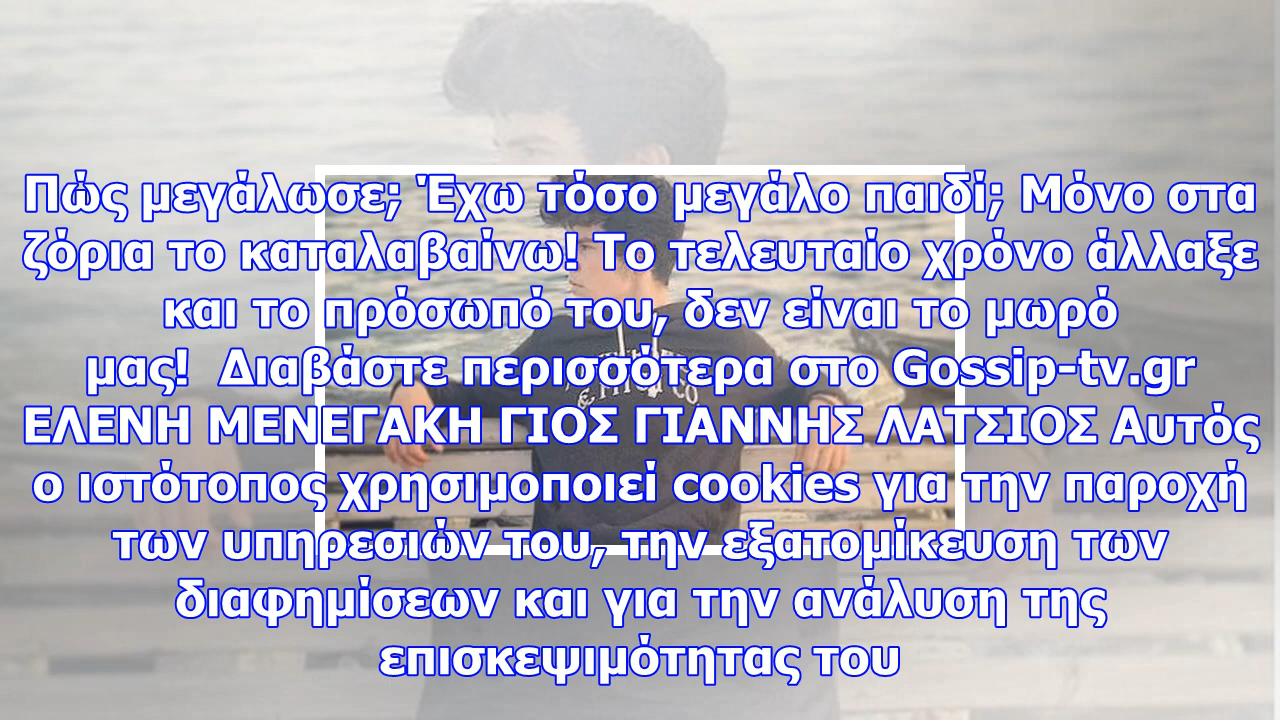 Πώς μεγάλωσε; Έχω τόσο μεγάλο παιδί; Μόνο στα
ζόρια το καταλαβαίνω! Το τελευταίο χρόνο άλλαξε
και το πρόσωπό του, δεν είναι το μωρό
μας!  Διαβάστε περισσότερα στο Gossip-tv.gr
ΕΛΕΝΗ ΜΕΝΕΓΑΚΗ ΓΙΟΣ ΓΙΑΝΝΗΣ ΛΑΤΣΙΟΣ Αυτός
ο ιστότοπος χρησιμοποιεί cookies για την παροχή
των υπηρεσιών του, την εξατομίκευση των
διαφημίσεων και για την ανάλυση της
επισκεψιμότητας του